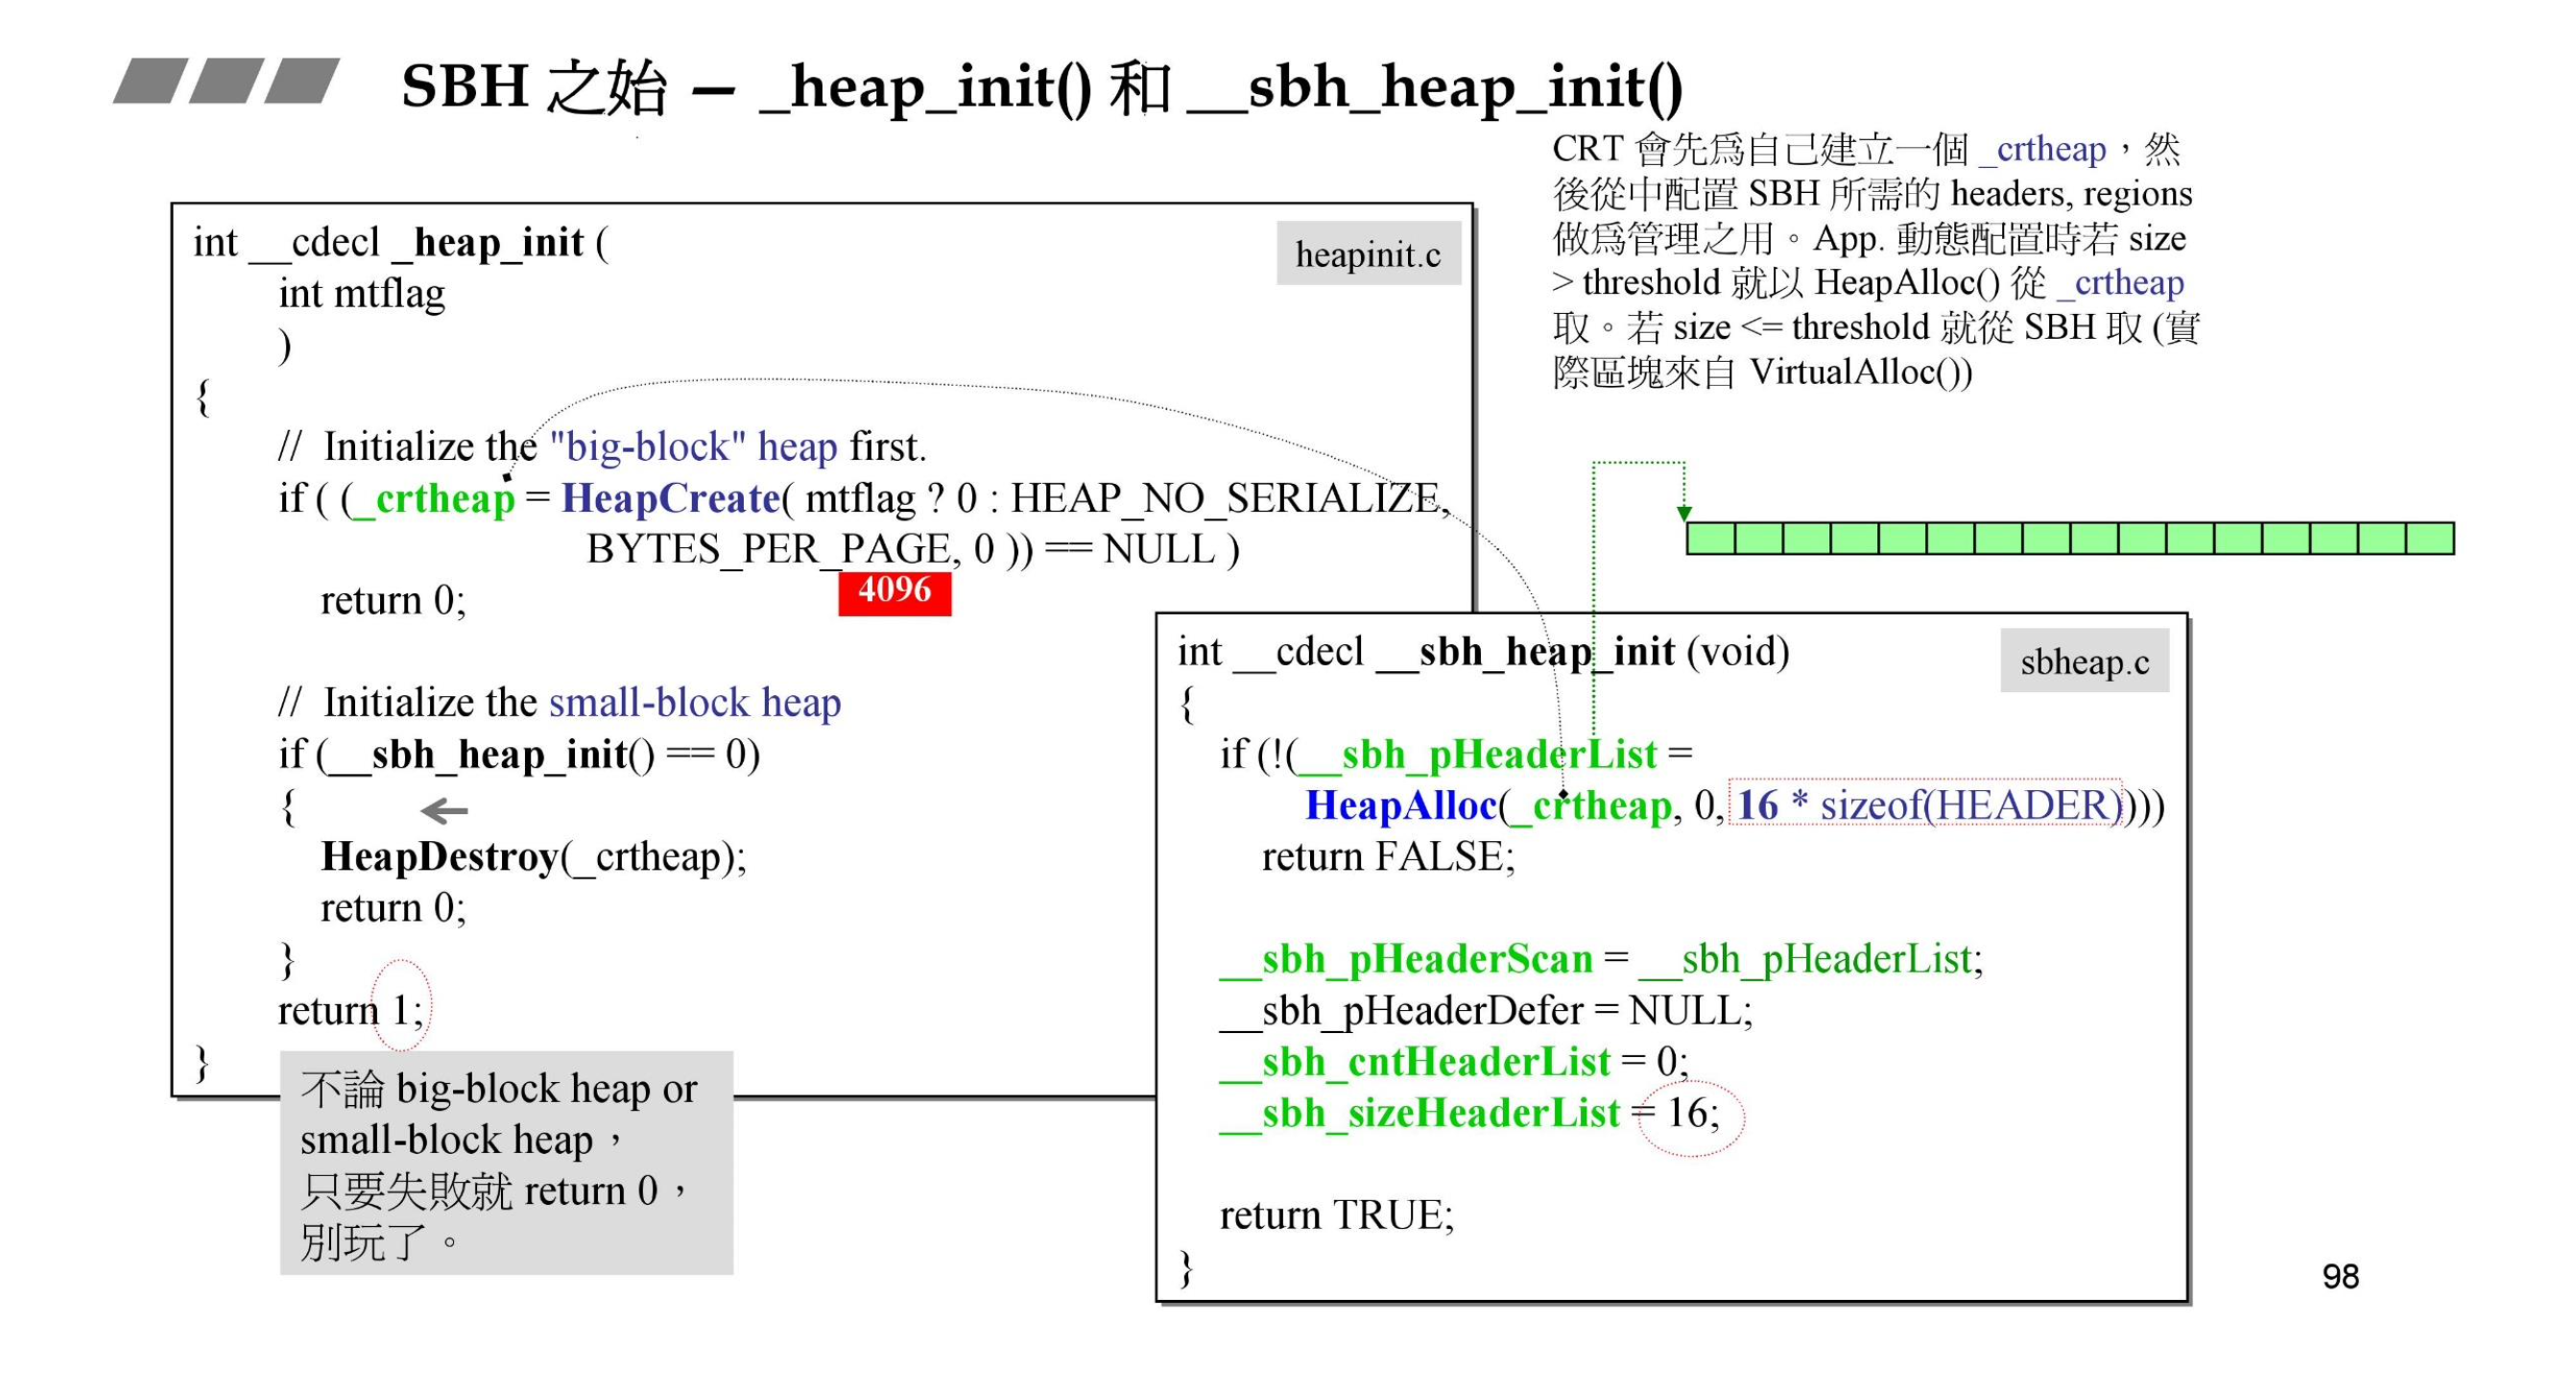 SBH 之始 – _heap_init() 和 __sbh_heap_init()
CRT 會先爲自己建立一個 _crtheap，然
後從中配置 SBH 所需的 headers, regions
做爲管理之用。App. 動態配置時若 size
> threshold 就以 HeapAlloc() 從 _crtheap
取。若 size <= threshold 就從 SBH 取 (實
際區塊來自 VirtualAlloc())
heapinit.c
int __cdecl _heap_init (
int mtflag
)
{
// Initialize the "big-block" heap first.
if ( (_crtheap = HeapCreate( mtflag ? 0 : HEAP_NO_SERIALIZE,
BYTES_PER_PAGE, 0 )) == NULL )
4096
return 0;
// Initialize the small-block heap
if (__sbh_heap_init() == 0)
{
HeapDestroy(_crtheap);
return 0;
}
return 1;
}
不論 big-block heap or
small-block heap，
只要失敗就 return 0，
別玩了。
sbheap.c
int __cdecl __sbh_heap_init (void)
{
if (!(__sbh_pHeaderList =
HeapAlloc(_crtheap, 0, 16 * sizeof(HEADER))))
return FALSE;
__sbh_pHeaderScan = __sbh_pHeaderList;
__sbh_pHeaderDefer = NULL;
__sbh_cntHeaderList = 0;
__sbh_sizeHeaderList = 16;
return TRUE;
}
98